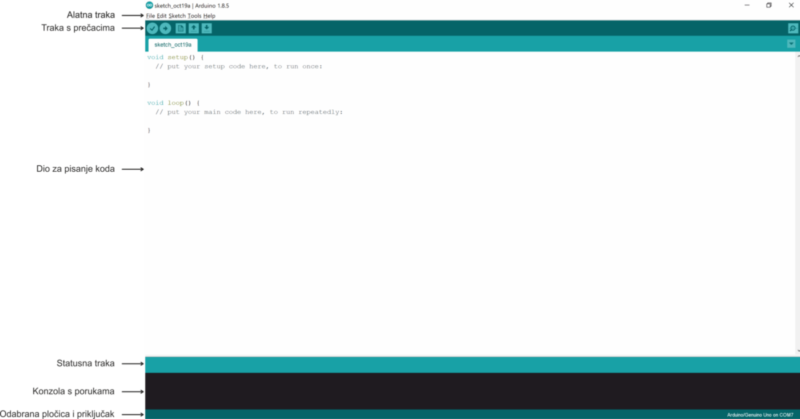 sketch_oct19a | Arduino 1.8.5
Alatna traka
File Edit Sketch Tools Help
Traka s prečacima
sketch_oct19a
void setup() {
// put your setup code here, to run once:
}
void loop() {
// put your main code here, to run repeatedly:
}
Dio za pisanje koda
Statusna traka
Konzola s porukama
Odabrana pločica i priključak
Arduino/Genuino Uno on COM7